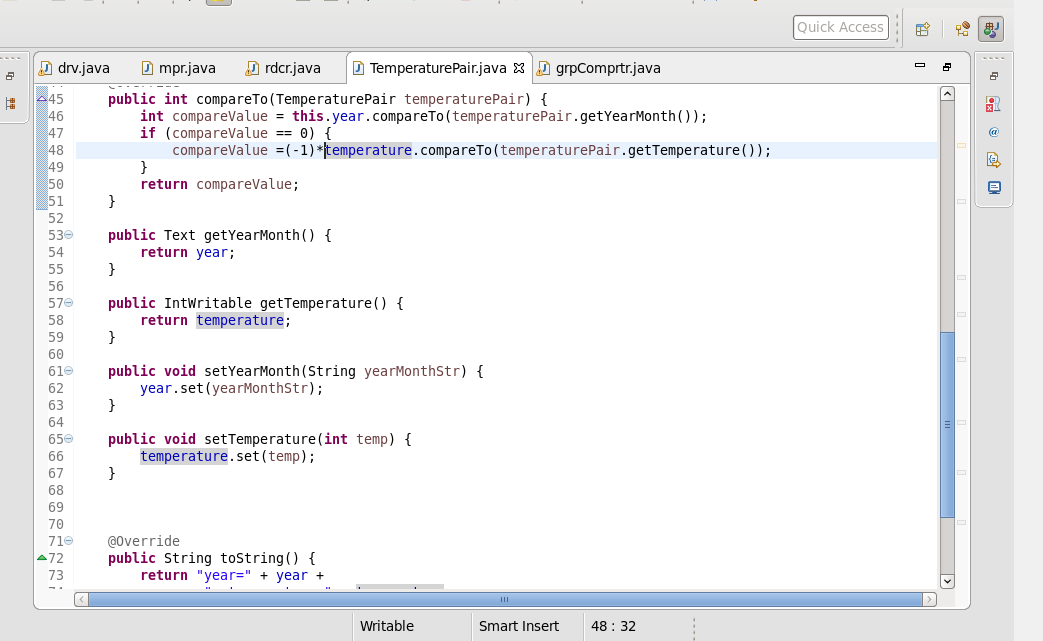 Quick Access
drv.java mpr.java rdcr.java TemperaturePair.java grpComprtr.java
45 public int compareTo(TemperaturePair temperaturePair) {
46 int compareValue = this.year.compareTo(temperaturePair.getYearMonth());
47 if (compareValue == 0) {
48 compareValue =(-1)*temperature.compareTo(temperaturePair.getTemperature());
49 }
50 return compareValue;
51 }
52
53 public Text getYearMonth() {
54 return year;
55 }
56
57 public IntWritable getTemperature() {
58 return temperature;
59 }
60
61 public void setYearMonth(String yearMonthStr) {
62 year.set(yearMonthStr);
63 }
64
65 public void setTemperature(int temp) {
66 temperature.set(temp);
67 }
68
69
70
71 @Override
72 public String toString() {
73 return "year=" + year +
Writable Smart Insert 48 : 32